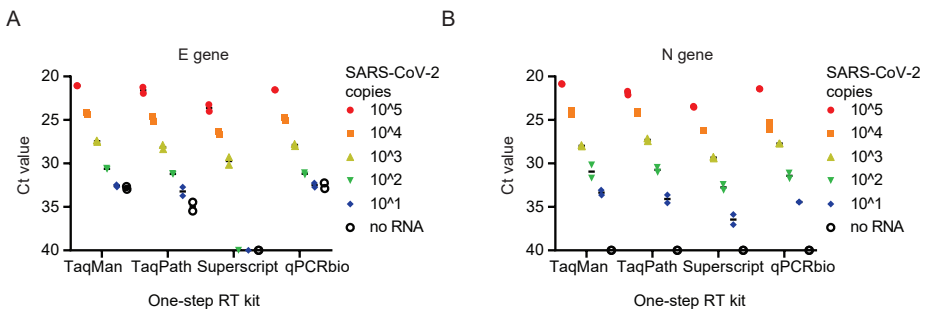 A
E gene
Ct value
20
25
30
35
40
TaqMan TaqPath Superscript qPCRbio
One-step RT kit
SARS-CoV-2
copies
10^5
10^4
10^3
10^2
10^1
no RNA
B
N gene
Ct value
20
25
30
35
40
TaqMan TaqPath Superscript qPCRbio
One-step RT kit
SARS-CoV-2
copies
10^5
10^4
10^3
10^2
10^1
no RNA